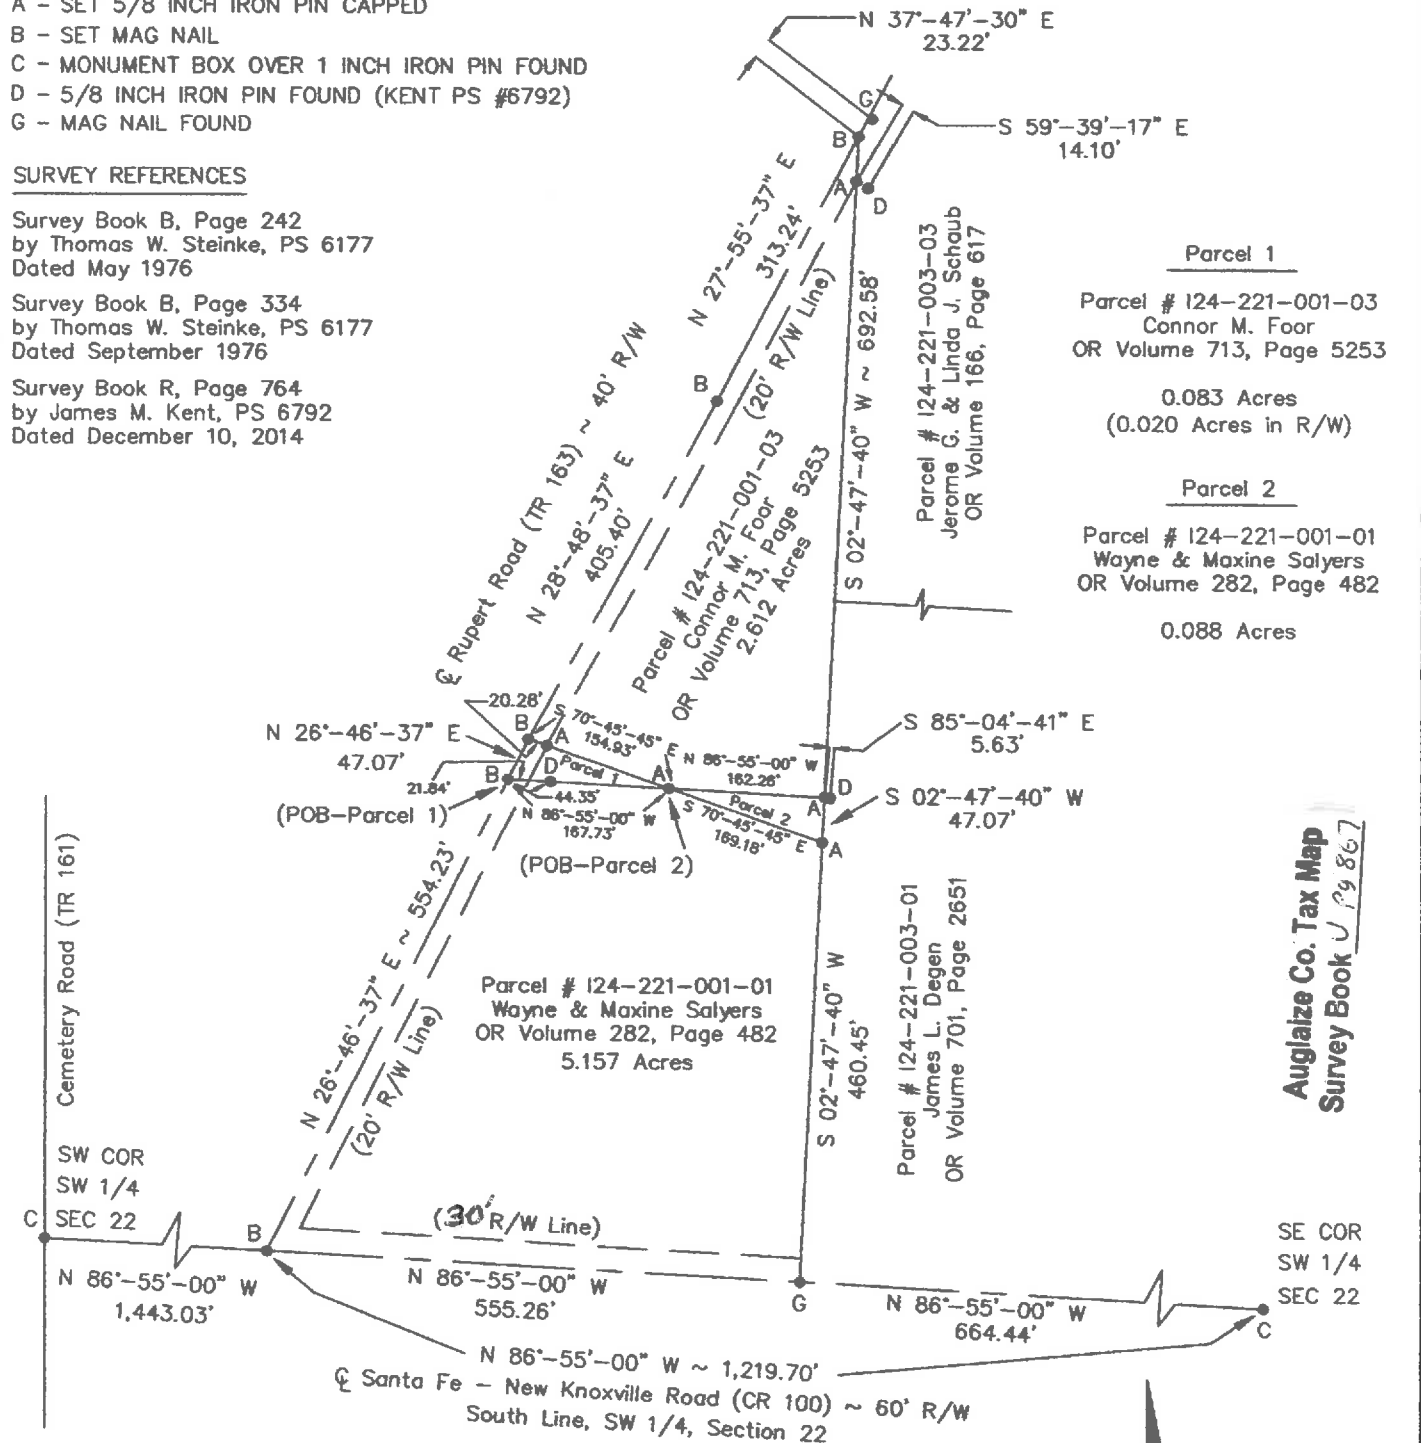 A - SET 5/8 INCH IRON PIN CAPPED
B - SET MAG NAIL
C - MONUMENT BOX OVER 1 INCH IRON PIN FOUND
D - 5/8 INCH IRON PIN FOUND (KENT PS #6792)
G - MAG NAIL FOUND
SURVEY REFERENCES
Survey Book B, Page 242
by Thomas W. Steinke, PS 6177
Dated May 1976
Survey Book B, Page 334
by Thomas W. Steinke, PS 6177
Dated September 1976
Survey Book R, Page 764
by James M. Kent, PS 6792
Dated December 10, 2014
N 37°-47'-30" E
23.22'
G
S 59°-39'-17" E
14.10'
B
A
D
N 27°-55'-37" E
313.24'
(20' R/W Line)
B
S 02°-47'-40" W ~ 692.58'
Parcel # I24-221-003-03
Jerome G. & Linda J. Schaub
OR Volume 166, Page 617
Parcel 1
Parcel # I24-221-001-03
Connor M. Foor
OR Volume 713, Page 5253
0.083 Acres
(0.020 Acres in R/W)
Parcel 2
Parcel # I24-221-001-01
Wayne & Maxine Salyers
OR Volume 282, Page 482
0.088 Acres
℄ Rupert Road (TR 163) ~ 40' R/W
N 28°-48'-37" E
405.40'
Parcel # I24-221-001-03
Connor M. Foor
OR Volume 713, Page 5253
2.612 Acres
20.28'
N 26°-46'-37" E
47.07'
B
A
S 70°-45'-45" E
154.93'
Parcel 1
A
N 86°-55'-00" W
162.26'
S 85°-04'-41" E
5.63'
B
D
21.84'
44.35'
(POB-Parcel 1)
N 86°-55'-00" W
167.73'
(POB-Parcel 2)
Parcel 2
S 70°-45'-45" E
169.18'
A
D
S 02°-47'-40" W
47.07'
A
N 26°-46'-37" E ~ 554.23'
(20' R/W Line)
Parcel # I24-221-001-01
Wayne & Maxine Salyers
OR Volume 282, Page 482
5.157 Acres
S 02°-47'-40" W
460.45'
Parcel # I24-221-003-01
James L. Degen
OR Volume 701, Page 2651
Auglaize Co. Tax Map
Survey Book U Pg 867
Cemetery Road (TR 161)
SW COR
SW 1/4
SEC 22
C
B
(30' R/W Line)
SE COR
SW 1/4
SEC 22
N 86°-55'-00" W
1,443.03'
N 86°-55'-00" W
555.26'
G
N 86°-55'-00" W
664.44'
C
N 86°-55'-00" W ~ 1,219.70'
℄ Santa Fe - New Knoxville Road (CR 100) ~ 60' R/W
South Line, SW 1/4, Section 22